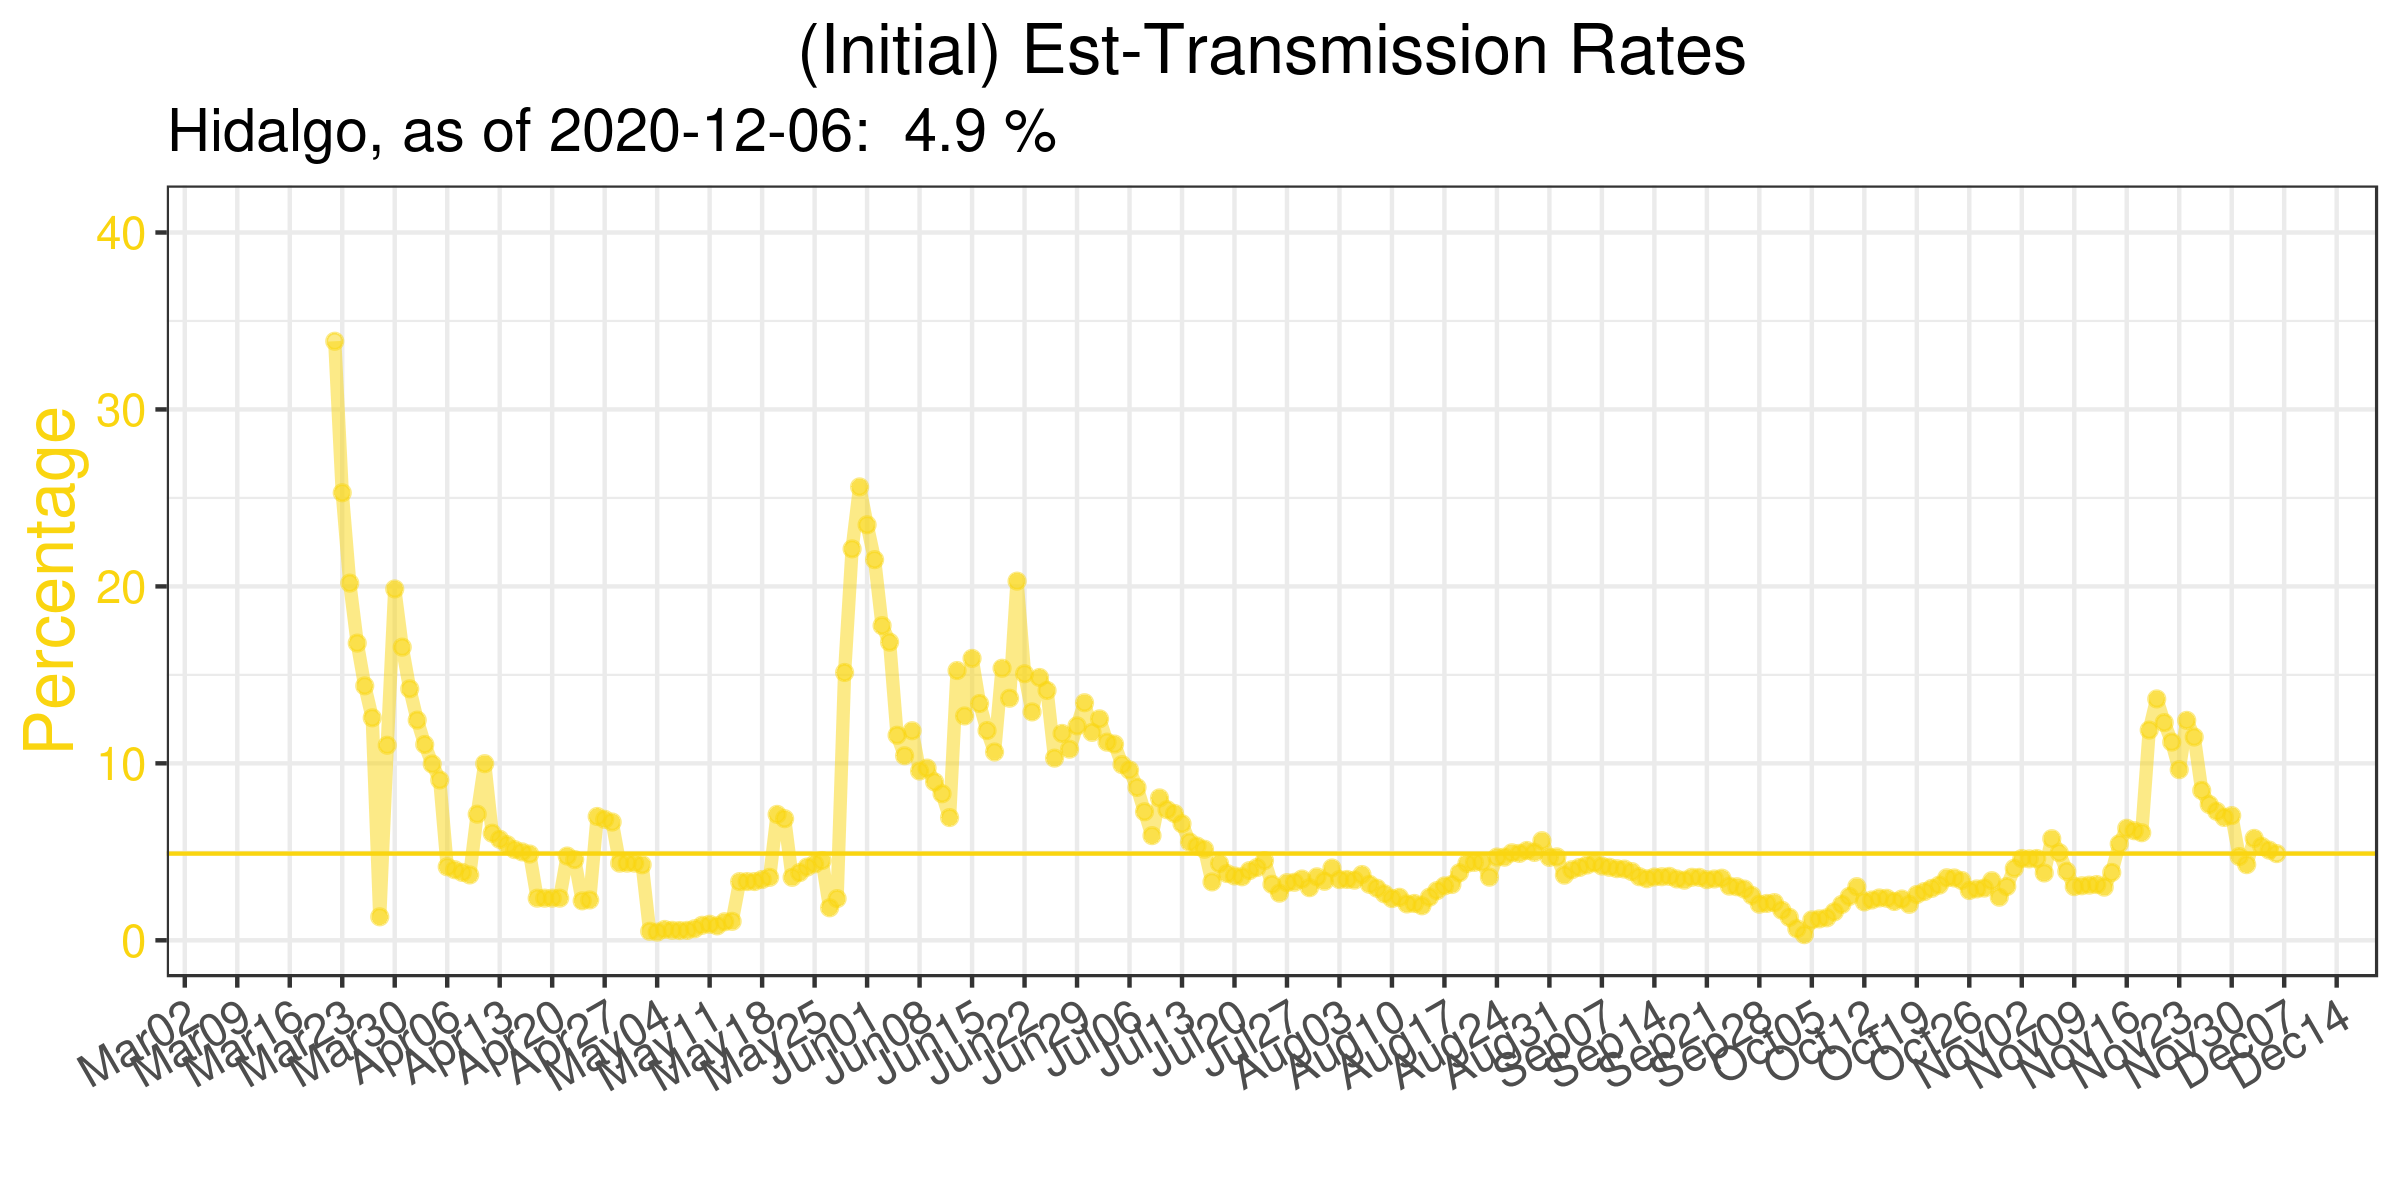 (Initial) Est-Transmission Rates
Hidalgo, as of 2020-12-06:  4.9 %
Percentage
40
30
20
10
0
Mar02
Mar09
Mar16
Mar23
Mar30
Apr06
Apr13
Apr20
Apr27
May04
May11
May18
May25
Jun01
Jun08
Jun15
Jun22
Jun29
Jul06
Jul13
Jul20
Jul27
Aug03
Aug10
Aug17
Aug24
Aug31
Sep07
Sep14
Sep21
Sep28
Oct05
Oct12
Oct19
Oct26
Nov02
Nov09
Nov16
Nov23
Nov30
Dec07
Dec14